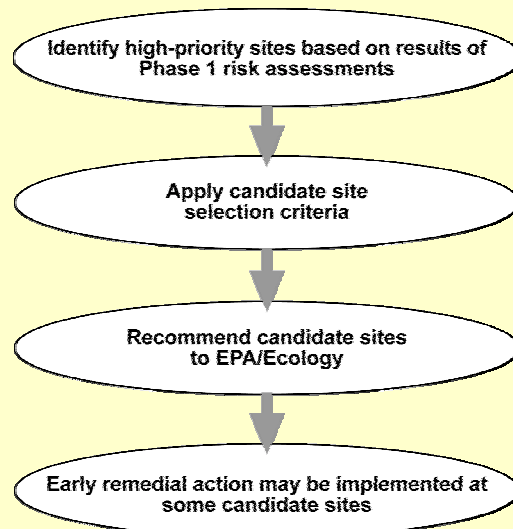 Identify high-priority sites based on results of
Phase 1 risk assessments
Apply candidate site
selection criteria
Recommend candidate sites
to EPA/Ecology
Early remedial action may be implemented at
some candidate sites